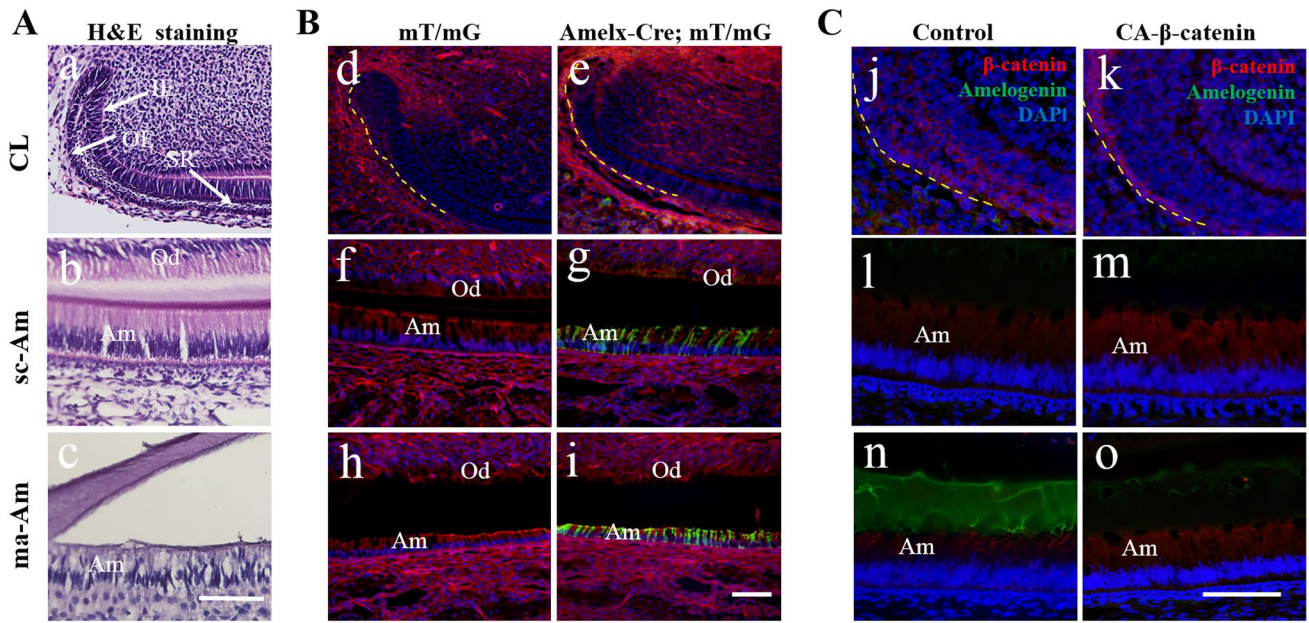 A
H&E staining
a
IE
OE
SR
CL
b
Od
Am
sc-Am
c
Am
ma-Am
B
mT/mG
Amelx-Cre; mT/mG
d
e
f
Od
Am
g
Od
Am
h
Od
Am
i
Od
Am
C
Control
CA-β-catenin
j
β-catenin
Amelogenin
DAPI
k
β-catenin
Amelogenin
DAPI
l
Am
m
Am
n
Am
o
Am